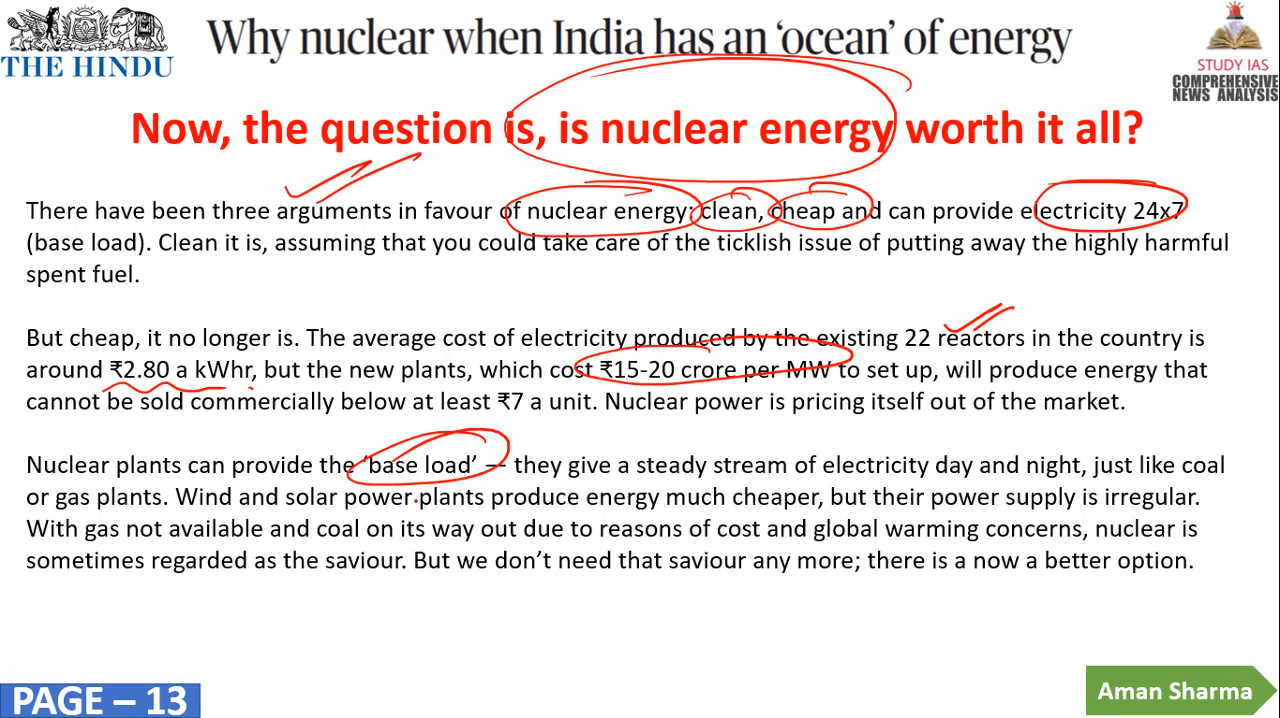 THE HINDU
Why nuclear when India has an ‘ocean’ of energy
STUDY IAS
COMPREHENSIVE
NEWS ANALYSIS
Now, the question is, is nuclear energy worth it all?
There have been three arguments in favour of nuclear energy: clean, cheap and can provide electricity 24x7
(base load). Clean it is, assuming that you could take care of the ticklish issue of putting away the highly harmful
spent fuel.
But cheap, it no longer is. The average cost of electricity produced by the existing 22 reactors in the country is
around ₹2.80 a kWhr, but the new plants, which cost ₹15-20 crore per MW to set up, will produce energy that
cannot be sold commercially below at least ₹7 a unit. Nuclear power is pricing itself out of the market.
Nuclear plants can provide the ‘base load’ — they give a steady stream of electricity day and night, just like coal
or gas plants. Wind and solar power plants produce energy much cheaper, but their power supply is irregular.
With gas not available and coal on its way out due to reasons of cost and global warming concerns, nuclear is
sometimes regarded as the saviour. But we don’t need that saviour any more; there is a now a better option.
PAGE – 13
Aman Sharma